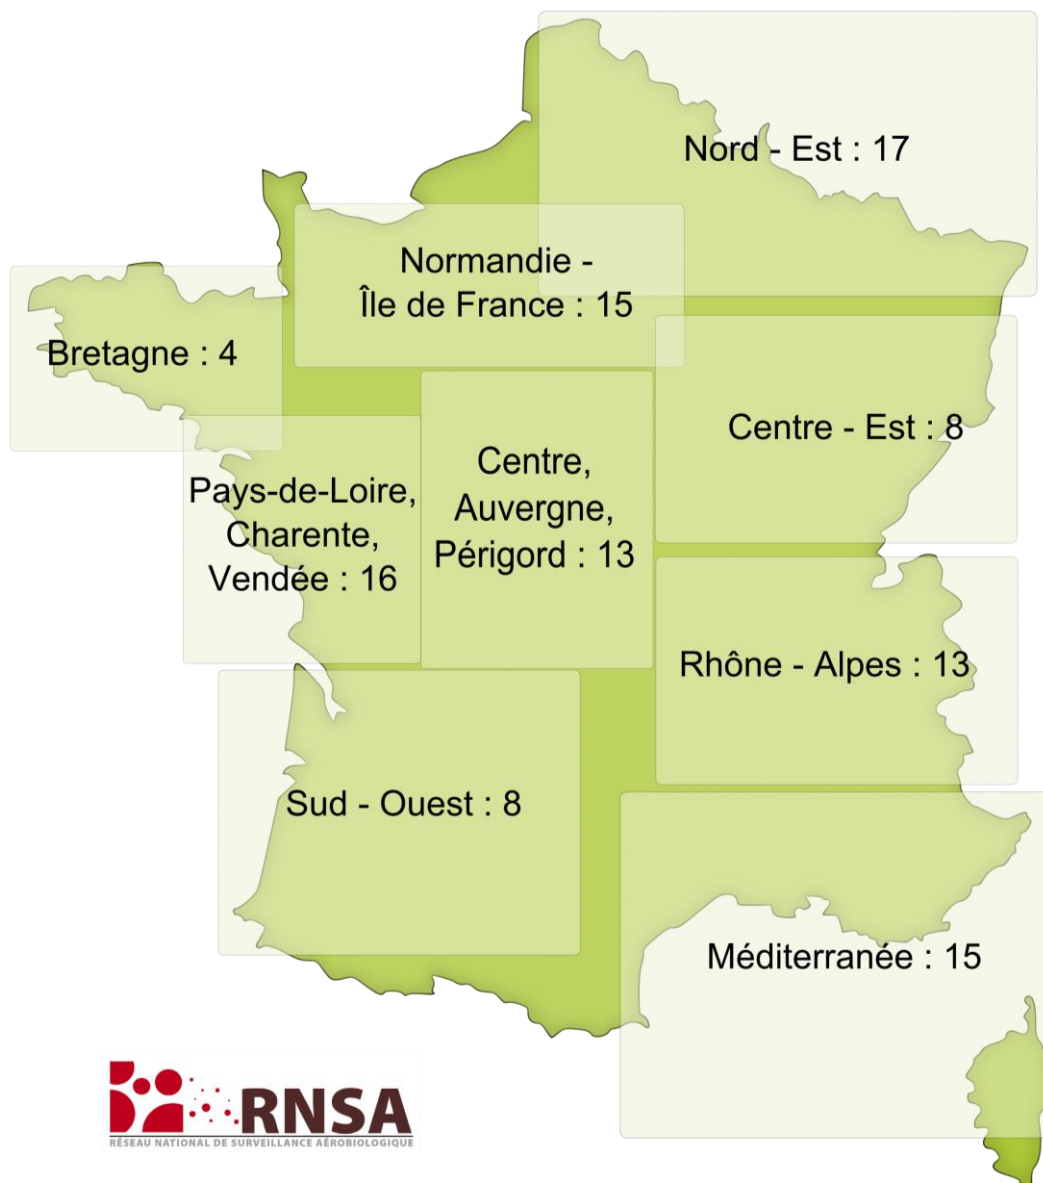 Nord - Est : 17
Normandie -
Île de France : 15
Bretagne : 4
Centre - Est : 8
Centre,
Auvergne,
Périgord : 13
Pays-de-Loire,
Charente,
Vendée : 16
Rhône - Alpes : 13
Sud - Ouest : 8
Méditerranée : 15
RNSA
RÉSEAU NATIONAL DE SURVEILLANCE AÉROBIOLOGIQUE